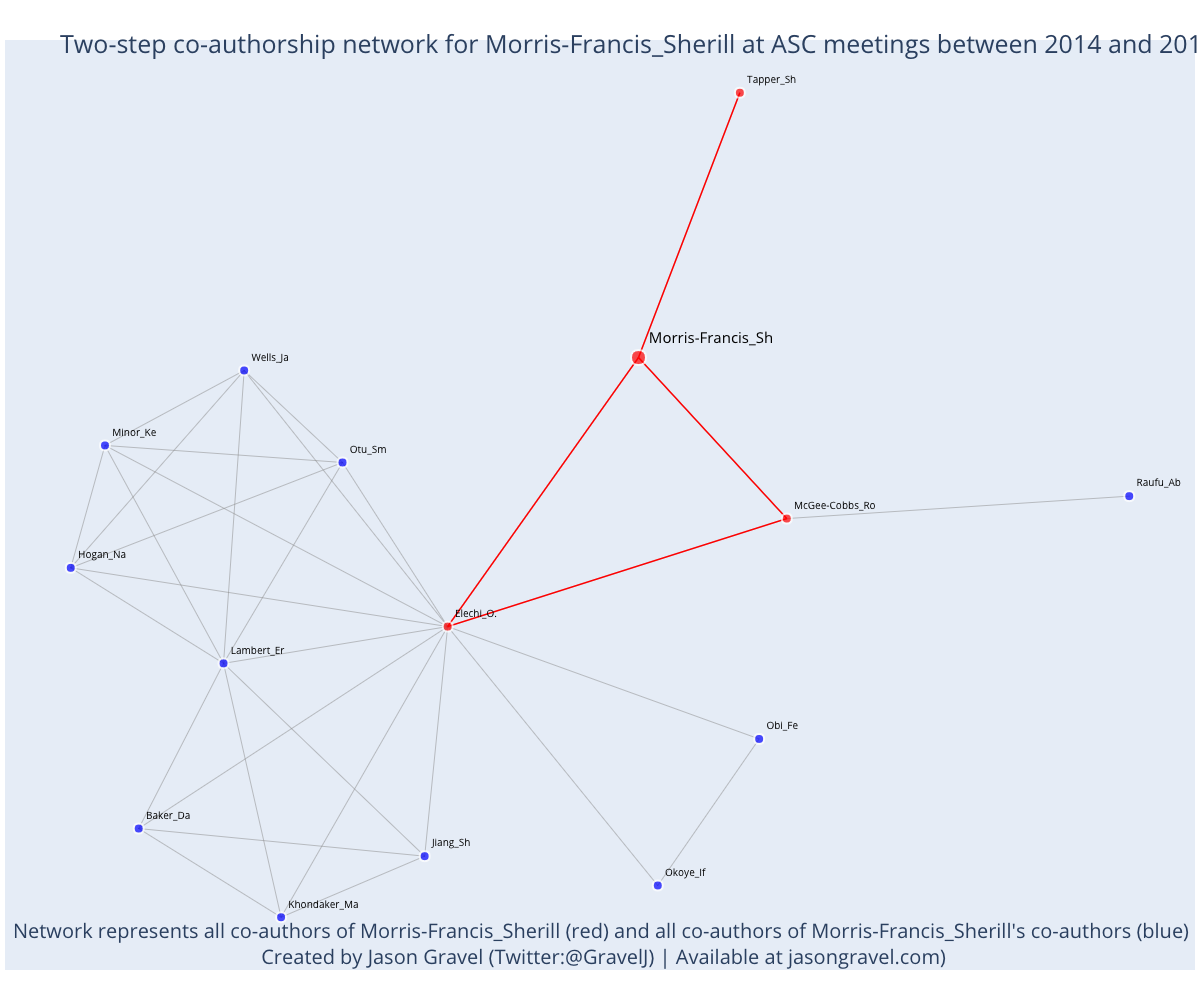 Two-step co-authorship network for Morris-Francis_Sherill at ASC meetings between 2014 and 201
Tapper_Sh
Morris-Francis_Sh
Wells_Ja
Minor_Ke
Otu_Sm
Raufu_Ab
McGee-Cobbs_Ro
Hogan_Na
Elechi_O.
Lambert_Er
Obi_Fe
Baker_Da
Jiang_Sh
Okoye_If
Khondaker_Ma
Network represents all co-authors of Morris-Francis_Sherill (red) and all co-authors of Morris-Francis_Sherill's co-authors (blue)
Created by Jason Gravel (Twitter:@GravelJ) | Available at jasongravel.com)